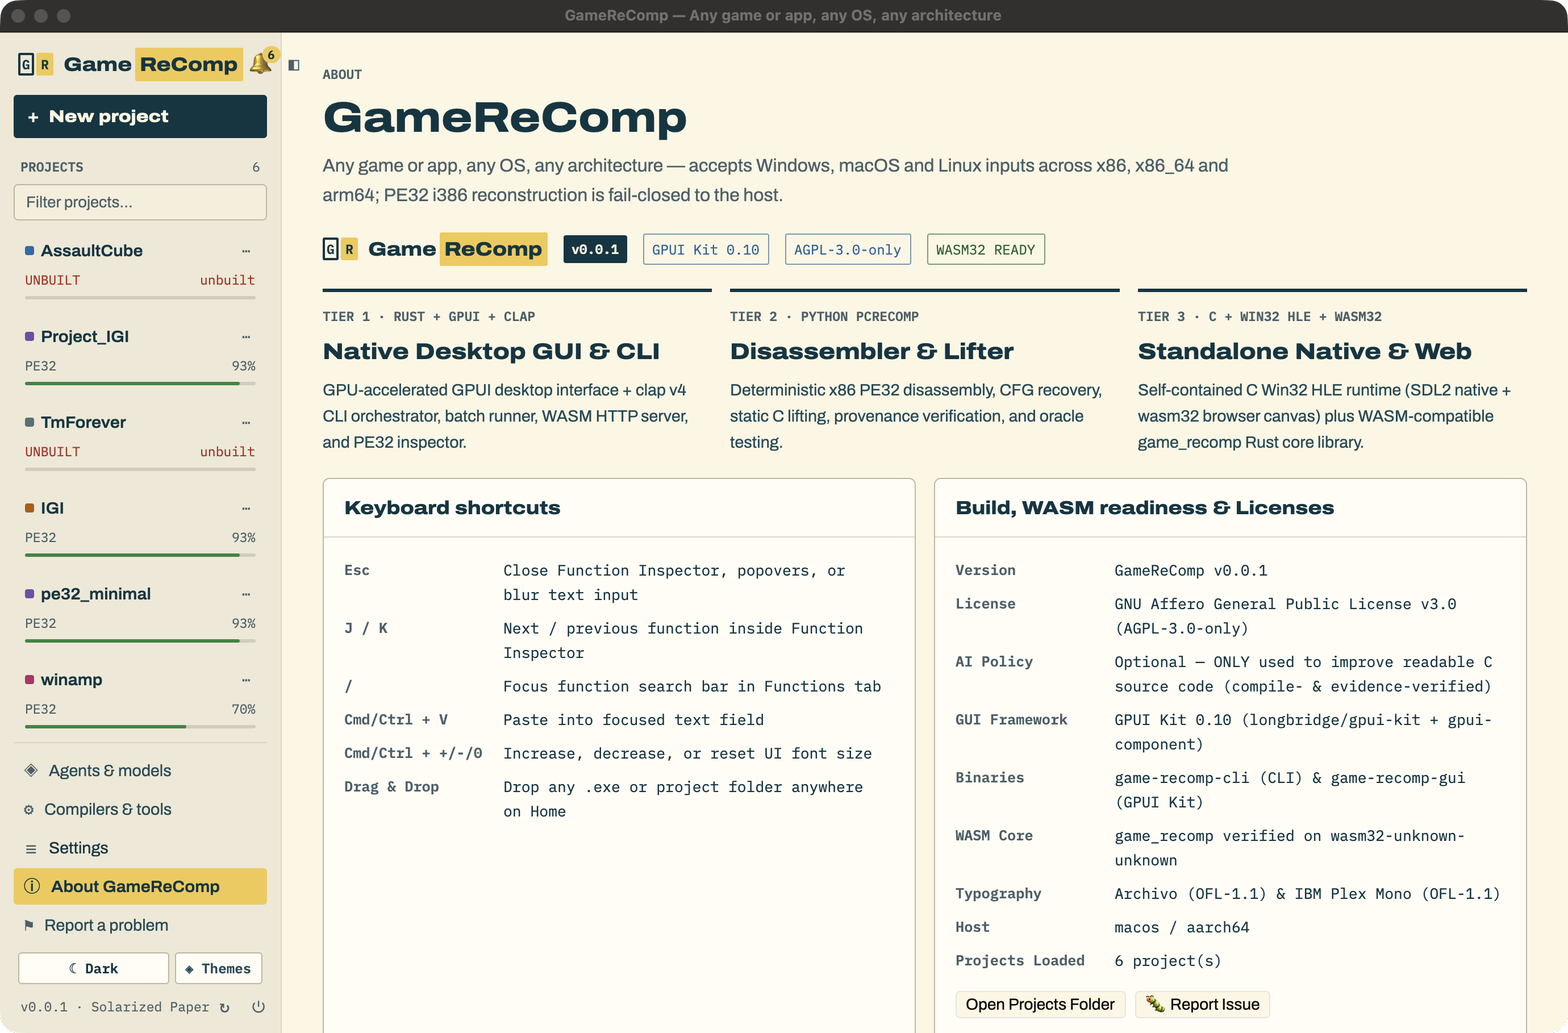 GameReComp — Any game or app, any OS, any architecture
GR Game ReComp 6
+ New project
PROJECTS 6
Filter projects...
AssaultCube ...
UNBUILT unbuilt
Project_IGI ...
PE32 93%
TmForever ...
UNBUILT unbuilt
IGI ...
PE32 93%
pe32_minimal ...
PE32 93%
winamp ...
PE32 70%
Agents & models
Compilers & tools
Settings
About GameReComp
Report a problem
Dark Themes
v0.0.1 · Solarized Paper
ABOUT
GameReComp
Any game or app, any OS, any architecture — accepts Windows, macOS and Linux inputs across x86, x86_64 and
arm64; PE32 i386 reconstruction is fail-closed to the host.
GR Game ReComp v0.0.1 GPUI Kit 0.10 AGPL-3.0-only WASM32 READY
TIER 1 · RUST + GPUI + CLAP
Native Desktop GUI & CLI
GPU-accelerated GPUI desktop interface + clap v4
CLI orchestrator, batch runner, WASM HTTP server,
and PE32 inspector.
TIER 2 · PYTHON PCRECOMP
Disassembler & Lifter
Deterministic x86 PE32 disassembly, CFG recovery,
static C lifting, provenance verification, and oracle
testing.
TIER 3 · C + WIN32 HLE + WASM32
Standalone Native & Web
Self-contained C Win32 HLE runtime (SDL2 native +
wasm32 browser canvas) plus WASM-compatible
game_recomp Rust core library.
Keyboard shortcuts
Esc Close Function Inspector, popovers, or
blur text input
J / K Next / previous function inside Function
Inspector
/ Focus function search bar in Functions tab
Cmd/Ctrl + V Paste into focused text field
Cmd/Ctrl + +/-/0 Increase, decrease, or reset UI font size
Drag & Drop Drop any .exe or project folder anywhere
on Home
Build, WASM readiness & Licenses
Version GameReComp v0.0.1
License GNU Affero General Public License v3.0
(AGPL-3.0-only)
AI Policy Optional — ONLY used to improve readable C
source code (compile- & evidence-verified)
GUI Framework GPUI Kit 0.10 (longbridge/gpui-kit + gpui-
component)
Binaries game-recomp-cli (CLI) & game-recomp-gui
(GPUI Kit)
WASM Core game_recomp verified on wasm32-unknown-
unknown
Typography Archivo (OFL-1.1) & IBM Plex Mono (OFL-1.1)
Host macos / aarch64
Projects Loaded 6 project(s)
Open Projects Folder Report Issue